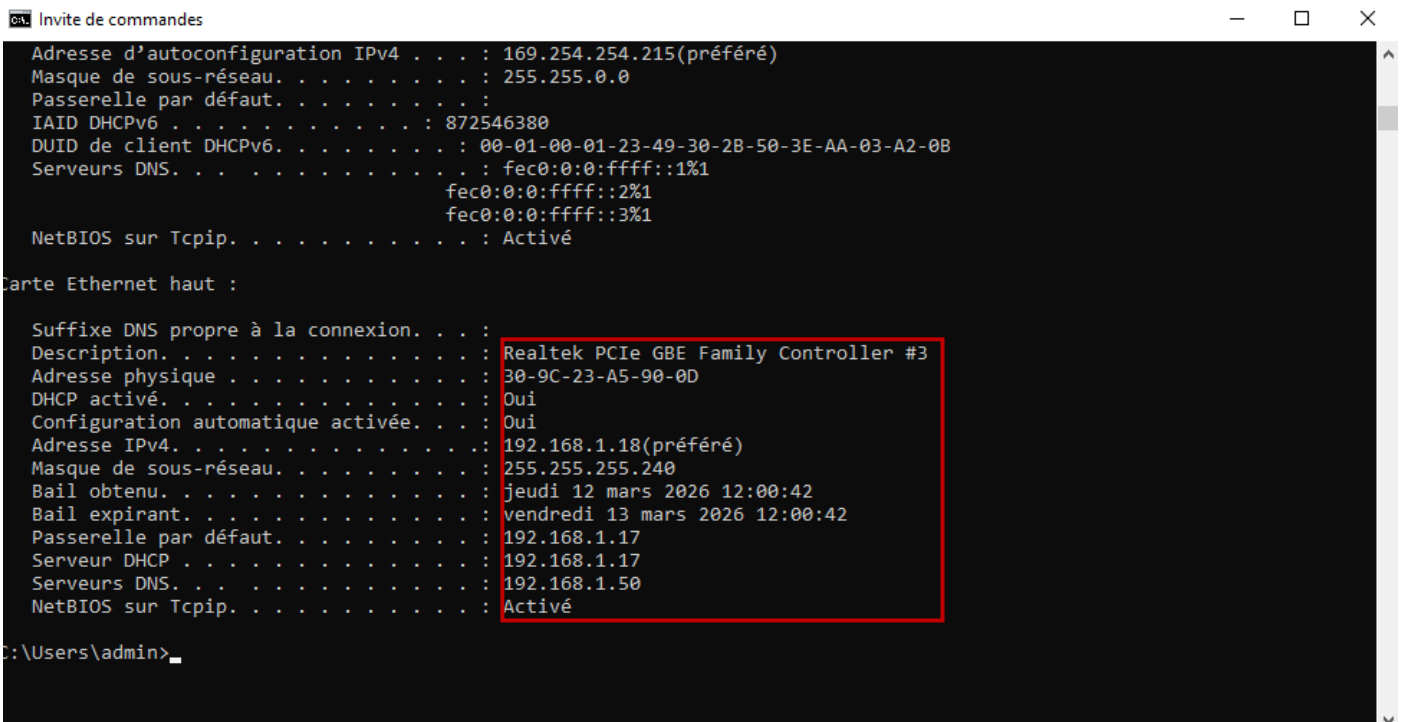 Invite de commandes
Adresse d’autoconfiguration IPv4 . . . : 169.254.254.215(préféré)
Masque de sous-réseau. . . . . . . . . : 255.255.0.0
Passerelle par défaut. . . . . . . . . :
IAID DHCPv6 . . . . . . . . . . . : 872546380
DUID de client DHCPv6. . . . . . . . : 00-01-00-01-23-49-30-2B-50-3E-AA-03-A2-0B
Serveurs DNS. . . . . . . . . . . . . : fec0:0:0:ffff::1%1
fec0:0:0:ffff::2%1
fec0:0:0:ffff::3%1
NetBIOS sur Tcpip. . . . . . . . . . . : Activé
Carte Ethernet haut :
Suffixe DNS propre à la connexion. . . :
Description. . . . . . . . . . . . . . : Realtek PCIe GBE Family Controller #3
Adresse physique . . . . . . . . . . . : 30-9C-23-A5-90-0D
DHCP activé. . . . . . . . . . . . . . : Oui
Configuration automatique activée. . . : Oui
Adresse IPv4. . . . . . . . . . . . . .: 192.168.1.18(préféré)
Masque de sous-réseau. . . . . . . . . : 255.255.255.240
Bail obtenu. . . . . . . . . . . . . . : jeudi 12 mars 2026 12:00:42
Bail expirant. . . . . . . . . . . . . : vendredi 13 mars 2026 12:00:42
Passerelle par défaut. . . . . . . . . : 192.168.1.17
Serveur DHCP . . . . . . . . . . . . . : 192.168.1.17
Serveurs DNS. . . . . . . . . . . . . : 192.168.1.50
NetBIOS sur Tcpip. . . . . . . . . . . : Activé
C:\Users\admin>